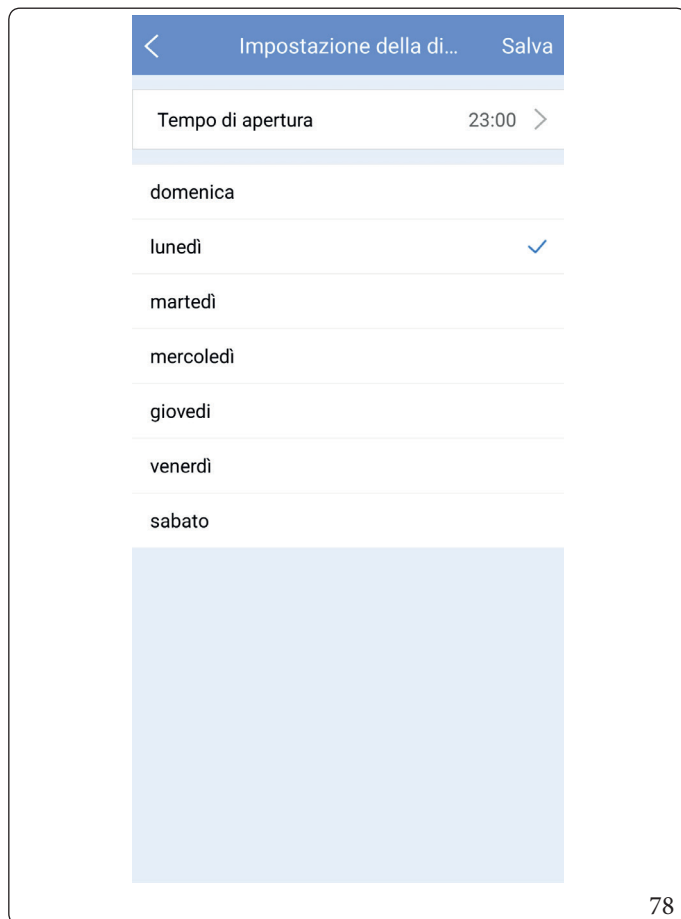 Impostazione della di... Salva
Tempo di apertura 23:00
domenica
lunedì
martedì
mercoledì
giovedi
venerdì
sabato
78